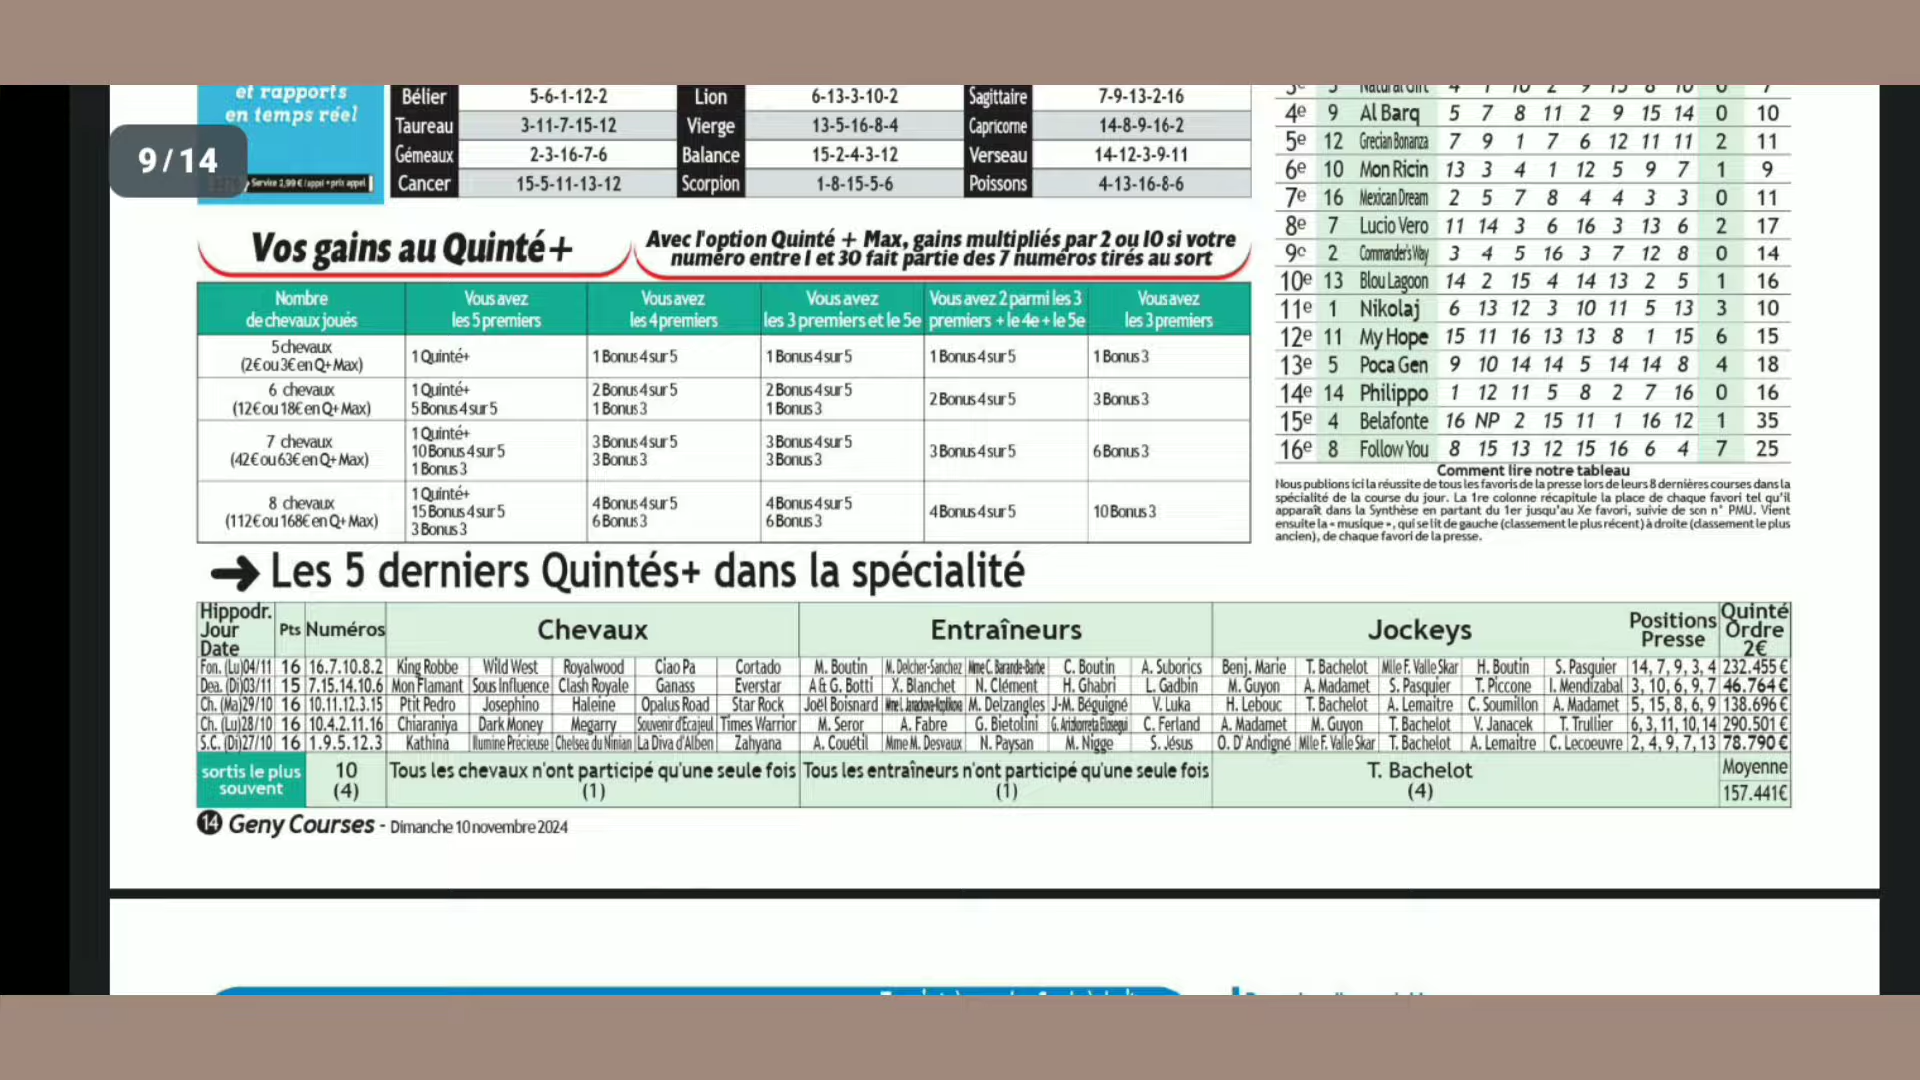 et rapports
en temps réel
9/14
Service 2,99 € / appel + prix appel
Bélier 5-6-1-12-2 Lion 6-13-3-10-2 Sagittaire 7-9-13-2-16
Taureau 3-11-7-15-12 Vierge 13-5-16-8-4 Capricorne 14-8-9-16-2
Gémeaux 2-3-16-7-6 Balance 15-2-4-3-12 Verseau 14-12-3-9-11
Cancer 15-5-11-13-12 Scorpion 1-8-15-5-6 Poissons 4-13-16-8-6
Vos gains au Quinté+
Avec l'option Quinté + Max, gains multipliés par 2 ou 10 si votre
numéro entre 1 et 30 fait partie des 7 numéros tirés au sort
Nombre
de chevaux joués
Vous avez
les 5 premiers
Vous avez
les 4 premiers
Vous avez
les 3 premiers et le 5e
Vous avez 2 parmi les 3
premiers + le 4e + le 5e
Vous avez
les 3 premiers
5 chevaux
(2€ ou 3€ en Q+ Max)
1 Quinté+
1 Bonus 4 sur 5
1 Bonus 4 sur 5
1 Bonus 4 sur 5
1 Bonus 3
6 chevaux
(12€ ou 18€ en Q+ Max)
1 Quinté+
5 Bonus 4 sur 5
2 Bonus 4 sur 5
1 Bonus 3
2 Bonus 4 sur 5
1 Bonus 3
2 Bonus 4 sur 5
3 Bonus 3
7 chevaux
(42€ ou 63€ en Q+ Max)
1 Quinté+
10 Bonus 4 sur 5
1 Bonus 3
3 Bonus 4 sur 5
3 Bonus 3
3 Bonus 4 sur 5
3 Bonus 3
3 Bonus 4 sur 5
6 Bonus 3
8 chevaux
(112€ ou 168€ en Q+ Max)
1 Quinté+
15 Bonus 4 sur 5
3 Bonus 3
4 Bonus 4 sur 5
6 Bonus 3
4 Bonus 4 sur 5
6 Bonus 3
4 Bonus 4 sur 5
10 Bonus 3
4e 9 Al Barq 5 7 8 11 2 9 15 14 0 10
5e 12 Grecian Bonanza 7 9 1 7 6 12 11 11 2 11
6e 10 Mon Ricin 13 3 4 1 12 5 9 7 1 9
7e 16 Mexican Dream 2 5 7 8 4 4 3 3 0 11
8e 7 Lucio Vero 11 14 3 6 16 3 13 6 2 17
9e 2 Commander's Way 3 4 5 16 3 7 12 8 0 14
10e 13 Blou Lagoon 14 2 15 4 14 13 2 5 1 16
11e 1 Nikolaj 6 13 12 3 10 11 5 13 3 10
12e 11 My Hope 15 11 16 13 13 8 1 15 6 15
13e 5 Poca Gen 9 10 14 14 5 14 14 8 4 18
14e 14 Philippo 1 12 11 5 8 2 7 16 0 16
15e 4 Belafonte 16 NP 2 15 11 1 16 12 1 35
16e 8 Follow You 8 15 13 12 15 16 6 4 7 25
Comment lire notre tableau
Nous publions ici la réussite de tous les favoris de la presse lors de leurs 8 dernières courses dans la
spécialité de la course du jour. La 1re colonne récapitule la place de chaque favori tel qu'il
apparaît dans la Synthèse en partant du 1er jusqu'au Xe favori, suivie de son n° PMU. Vient
ensuite la « musique », qui se lit de gauche (classement le plus récent) à droite (classement le plus
ancien), de chaque favori de la presse.
➔ Les 5 derniers Quintés+ dans la spécialité
Hippodr.
Jour
Date
Pts Numéros Chevaux Entraîneurs Jockeys
Positions
Presse
Quinté
Ordre
2€
Fon. (Lu)04/11 16 16.7.10.8.2 King Robbe Wild West Royalwood Ciao Pa Cortado M. Boutin M. Delcher-Sanchez Mme C. Barande-Barbe C. Boutin A. Suborics Benj. Marie T. Bachelot Mlle F. Valle Skar H. Boutin S. Pasquier 14, 7, 9, 3, 4 232.455 €
Dea. (Di)03/11 15 7.15.14.10.6 Mon Flamant Sous Influence Clash Royale Ganass Everstar A & G. Botti X. Blanchet N. Clément H. Ghabri L. Gadbin M. Guyon A. Madamet S. Pasquier T. Piccone I. Mendizabal 3, 10, 6, 9, 7 46.764 €
Ch. (Ma)29/10 16 10.11.12.3.15 Ptit Pedro Josephino Haleine Opalus Road Star Rock Joël Boisnard M. Delzangles J-M. Béguigné V. Luka H. Lebouc T. Bachelot A. Lemaitre C. Soumillon A. Madamet 5, 15, 8, 6, 9 138.696 €
Ch. (Lu)28/10 16 10.4.2.11.16 Chiaraniya Dark Money Megarry Souvenir d'Ecajeul Times Warrior M. Seror A. Fabre G. Bietolini C. Ferland A. Madamet M. Guyon T. Bachelot V. Janacek T. Trullier 6, 3, 11, 10, 14 290.501 €
S.C. (Di)27/10 16 1.9.5.12.3 Kathina Ilumine Précieuse Chelsea du Ninian La Diva d'Alben Zahyana A. Couétil Mme M. Desvaux N. Paysan M. Nigge S. Jésus O. D'Andigné Mlle F. Valle Skar T. Bachelot A. Lemaitre C. Lecoeuvre 2, 4, 9, 7, 13 78.790 €
sortis le plus
souvent
10
(4)
Tous les chevaux n'ont participé qu'une seule fois
(1)
Tous les entraîneurs n'ont participé qu'une seule fois
(1)
T. Bachelot
(4)
Moyenne
157.441€
14 Geny Courses - Dimanche 10 novembre 2024